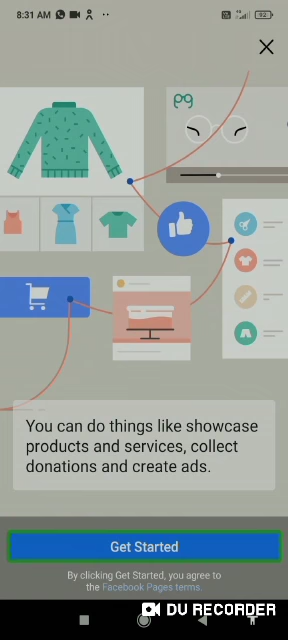 8:31 AM
92
You can do things like showcase
products and services, collect
donations and create ads.
Get Started
By clicking Get Started, you agree to
the Facebook Pages terms.
DU RECORDER